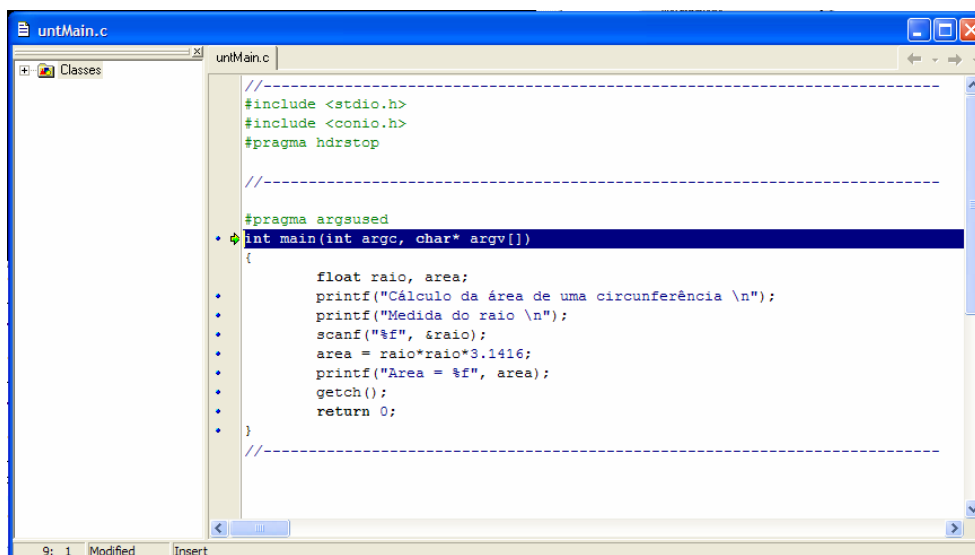 untMain.c
Classes
untMain.c
//---------------------------------------------------------------------------
#include <stdio.h>
#include <conio.h>
#pragma hdrstop
//---------------------------------------------------------------------------
#pragma argsused
int main(int argc, char* argv[])
{
float raio, area;
printf("Cálculo da área de uma circunferência \n");
printf("Medida do raio \n");
scanf("%f", &raio);
area = raio*raio*3.1416;
printf("Area = %f", area);
getch();
return 0;
}
//---------------------------------------------------------------------------
9: 1 Modified Insert